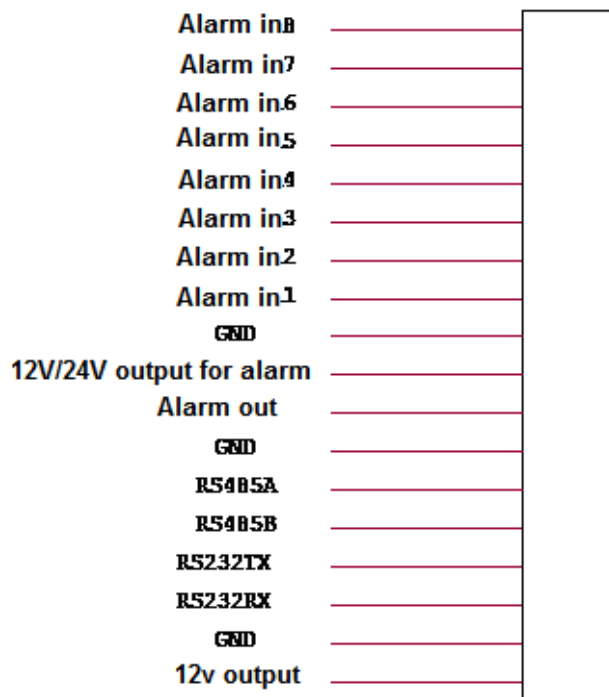 Alarm in8
Alarm in7
Alarm in6
Alarm in5
Alarm in4
Alarm in3
Alarm in2
Alarm in1
GND
12V/24V output for alarm
Alarm out
GND
RS485A
RS485B
RS232TX
RS232RX
GND
12v output